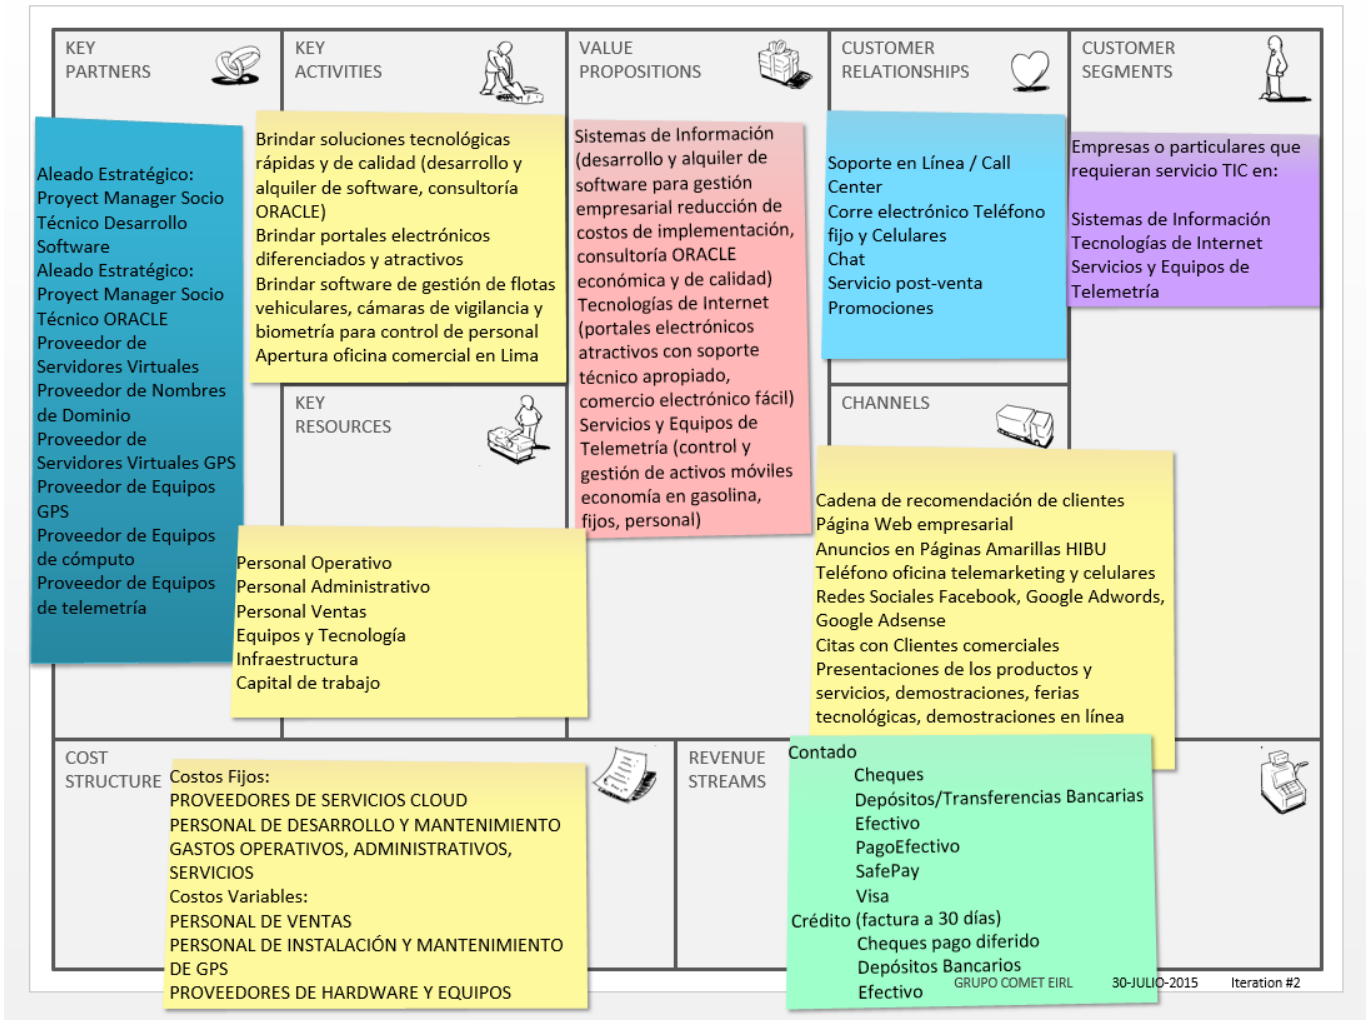 KEY
PARTNERS
Aleado Estratégico:
Proyect Manager Socio
Técnico Desarrollo
Software
Aleado Estratégico:
Proyect Manager Socio
Técnico ORACLE
Proveedor de
Servidores Virtuales
Proveedor de Nombres
de Dominio
Proveedor de
Servidores Virtuales GPS
Proveedor de Equipos
GPS
Proveedor de Equipos
de cómputo
Proveedor de Equipos
de telemetría
KEY
ACTIVITIES
Brindar soluciones tecnológicas
rápidas y de calidad (desarrollo y
alquiler de software, consultoría
ORACLE)
Brindar portales electrónicos
diferenciados y atractivos
Brindar software de gestión de flotas
vehiculares, cámaras de vigilancia y
biometría para control de personal
Apertura oficina comercial en Lima
KEY
RESOURCES
Personal Operativo
Personal Administrativo
Personal Ventas
Equipos y Tecnología
Infraestructura
Capital de trabajo
VALUE
PROPOSITIONS
Sistemas de Información
(desarrollo y alquiler de
software para gestión
empresarial reducción de
costos de implementación,
consultoría ORACLE
económica y de calidad)
Tecnologías de Internet
(portales electrónicos
atractivos con soporte
técnico apropiado,
comercio electrónico fácil)
Servicios y Equipos de
Telemetría (control y
gestión de activos móviles
economía en gasolina,
fijos, personal)
CUSTOMER
RELATIONSHIPS
Soporte en Línea / Call
Center
Corre electrónico Teléfono
fijo y Celulares
Chat
Servicio post-venta
Promociones
CHANNELS
Cadena de recomendación de clientes
Página Web empresarial
Anuncios en Páginas Amarillas HIBU
Teléfono oficina telemarketing y celulares
Redes Sociales Facebook, Google Adwords,
Google Adsense
Citas con Clientes comerciales
Presentaciones de los productos y
servicios, demostraciones, ferias
tecnológicas, demostraciones en línea
CUSTOMER
SEGMENTS
Empresas o particulares que
requieran servicio TIC en:
Sistemas de Información
Tecnologías de Internet
Servicios y Equipos de
Telemetría
COST
STRUCTURE
Costos Fijos:
PROVEEDORES DE SERVICIOS CLOUD
PERSONAL DE DESARROLLO Y MANTENIMIENTO
GASTOS OPERATIVOS, ADMINISTRATIVOS,
SERVICIOS
Costos Variables:
PERSONAL DE VENTAS
PERSONAL DE INSTALACIÓN Y MANTENIMIENTO
DE GPS
PROVEEDORES DE HARDWARE Y EQUIPOS
REVENUE
STREAMS
Contado
Cheques
Depósitos/Transferencias Bancarias
Efectivo
PagoEfectivo
SafePay
Visa
Crédito (factura a 30 días)
Cheques pago diferido
Depósitos Bancarios
Efectivo
GRUPO COMET EIRL 30-JULIO-2015 Iteration #2